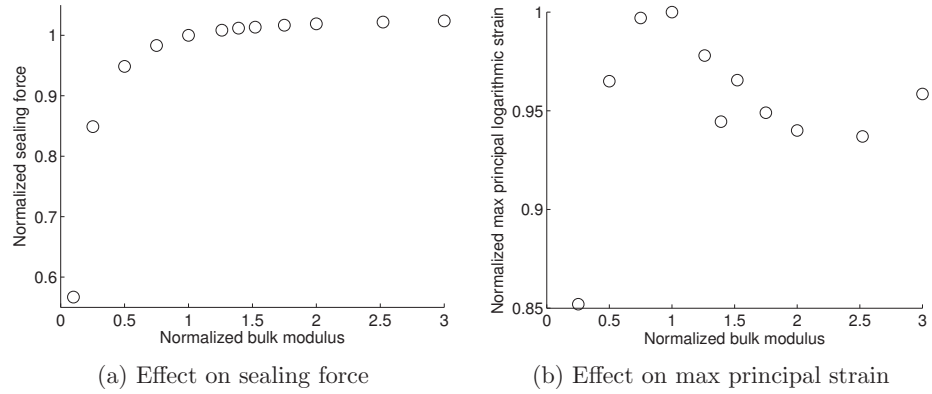 1
0.9
0.8
0.7
0.6
0 0.5 1 1.5 2 2.5 3
Normalized bulk modulus
Normalized sealing force
(a) Effect on sealing force
1
0.95
0.9
0.85
0 0.5 1 1.5 2 2.5 3
Normalized bulk modulus
Normalized max principal logarithmic strain
(b) Effect on max principal strain